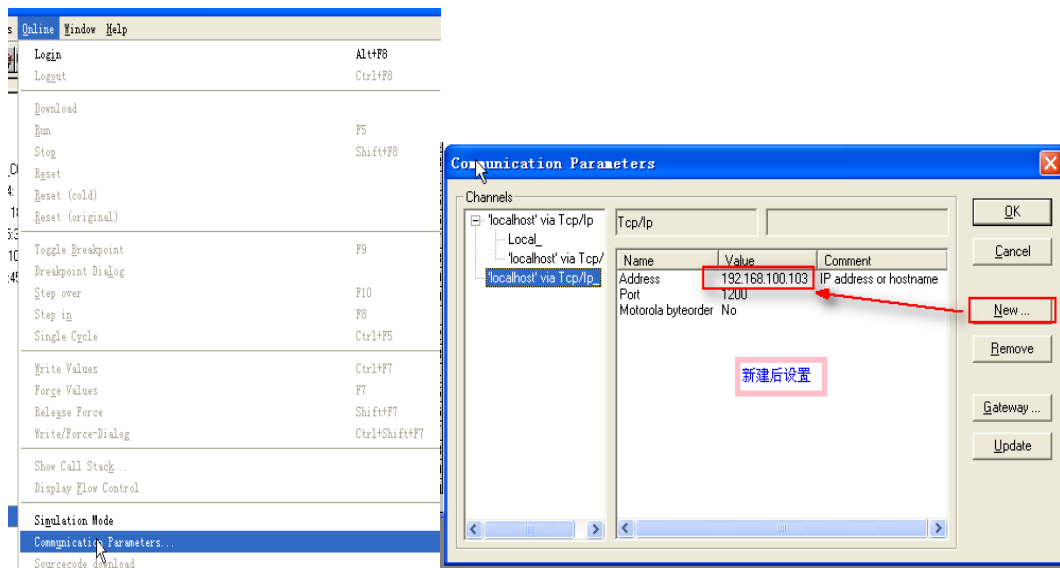 Online Window Help
Login Alt+F8
Logout Ctrl+F8
Download
Run F5
Stop Shift+F8
Reset
Reset (cold)
Reset (original)
Toggle Breakpoint F9
Breakpoint Dialog
Step over F10
Step in F8
Single Cycle Ctrl+F5
Write Values Ctrl+F7
Force Values F7
Release Force Shift+F7
Write/Force-Dialog Ctrl+Shift+F7
Show Call Stack...
Display Flow Control
Simulation Mode
Communication Parameters...
Sourcecode download
Communication Parameters
Channels
'localhost' via Tcp/Ip
Local_
'localhost' via Tcp/
'localhost' via Tcp/Ip_
Tcp/Ip
Name Value Comment
Address 192.168.100.103 IP address or hostname
Port 1200
Motorola byteorder No
新建后设置
OK
Cancel
New ...
Remove
Gateway ...
Update